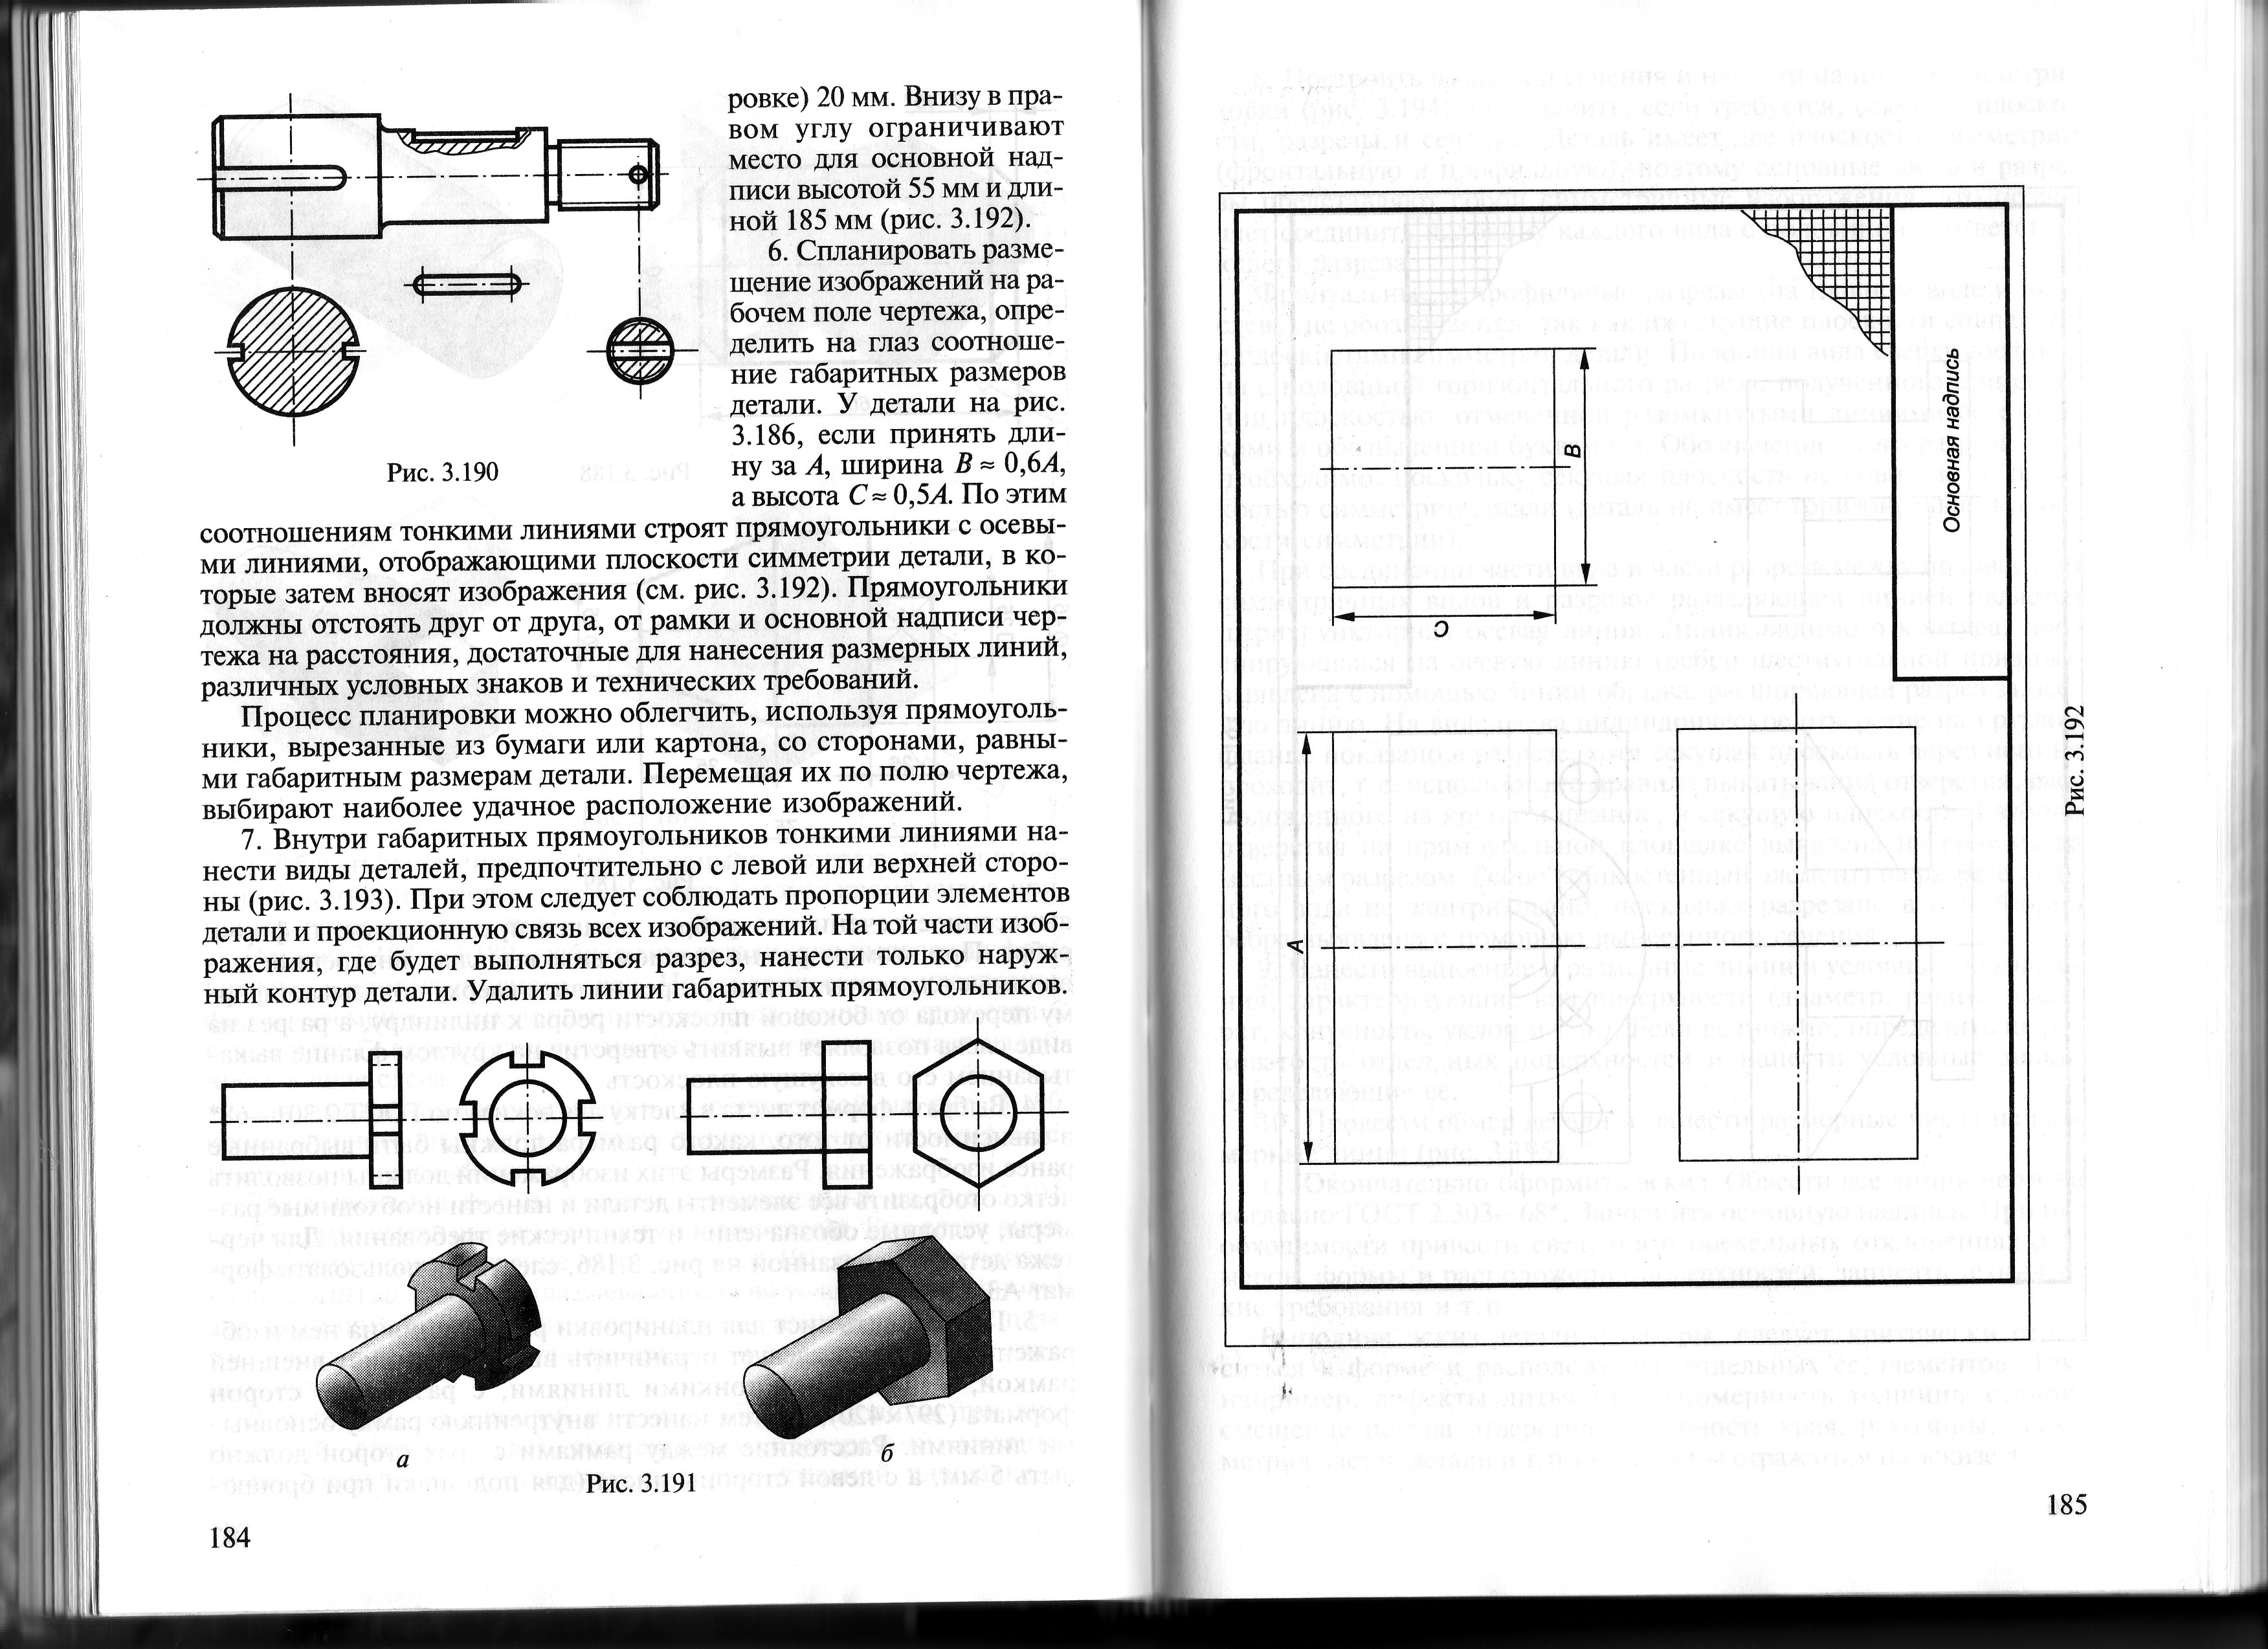 ровке) 20 мм. Внизу в пра-
вом углу ограничивают
место для основной над-
писи высотой 55 мм и дли-
ной 185 мм (рис. 3.192).
6. Спланировать разме-
щение изображений на ра-
бочем поле чертежа, опре-
делить на глаз соотноше-
ние габаритных размеров
детали. У детали на рис.
3.186, если принять дли-
ну за A, ширина B ≈ 0,6A,
а высота C ≈ 0,5A. По этим
Рис. 3.190
соотношениям тонкими линиями строят прямоугольники с осевы-
ми линиями, отображающими плоскости симметрии детали, в ко-
торые затем вносят изображения (см. рис. 3.192). Прямоугольники
должны отстоять друг от друга, от рамки и основной надписи чер-
тежа на расстояния, достаточные для нанесения размерных линий,
различных условных знаков и технических требований.
Процесс планировки можно облегчить, используя прямоуголь-
ники, вырезанные из бумаги или картона, со сторонами, равны-
ми габаритным размерам детали. Перемещая их по полю чертежа,
выбирают наиболее удачное расположение изображений.
7. Внутри габаритных прямоугольников тонкими линиями на-
нести виды деталей, предпочтительно с левой или верхней сторо-
ны (рис. 3.193). При этом следует соблюдать пропорции элементов
детали и проекционную связь всех изображений. На той части изоб-
ражения, где будет выполняться разрез, нанести только наруж-
ный контур детали. Удалить линии габаритных прямоугольников.
а
б
Рис. 3.191
184
A
C
B
Основная надпись
Рис. 3.192
185